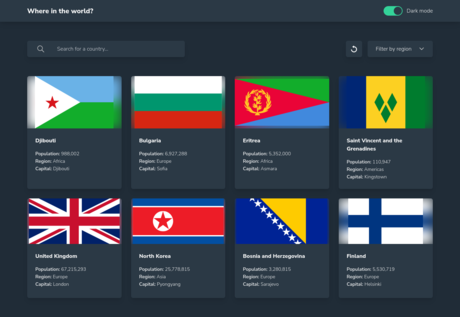 Where in the world?
Dark mode
Search for a country...
Filter by region
Djibouti
Population: 988,002
Region: Africa
Capital: Djibouti
Bulgaria
Population: 6,927,288
Region: Europe
Capital: Sofia
Eritrea
Population: 5,352,000
Region: Africa
Capital: Asmara
Saint Vincent and the
Grenadines
Population: 110,947
Region: Americas
Capital: Kingstown
United Kingdom
Population: 67,215,293
Region: Europe
Capital: London
North Korea
Population: 25,778,815
Region: Asia
Capital: Pyongyang
Bosnia and Herzegovina
Population: 3,280,815
Region: Europe
Capital: Sarajevo
Finland
Population: 5,530,719
Region: Europe
Capital: Helsinki